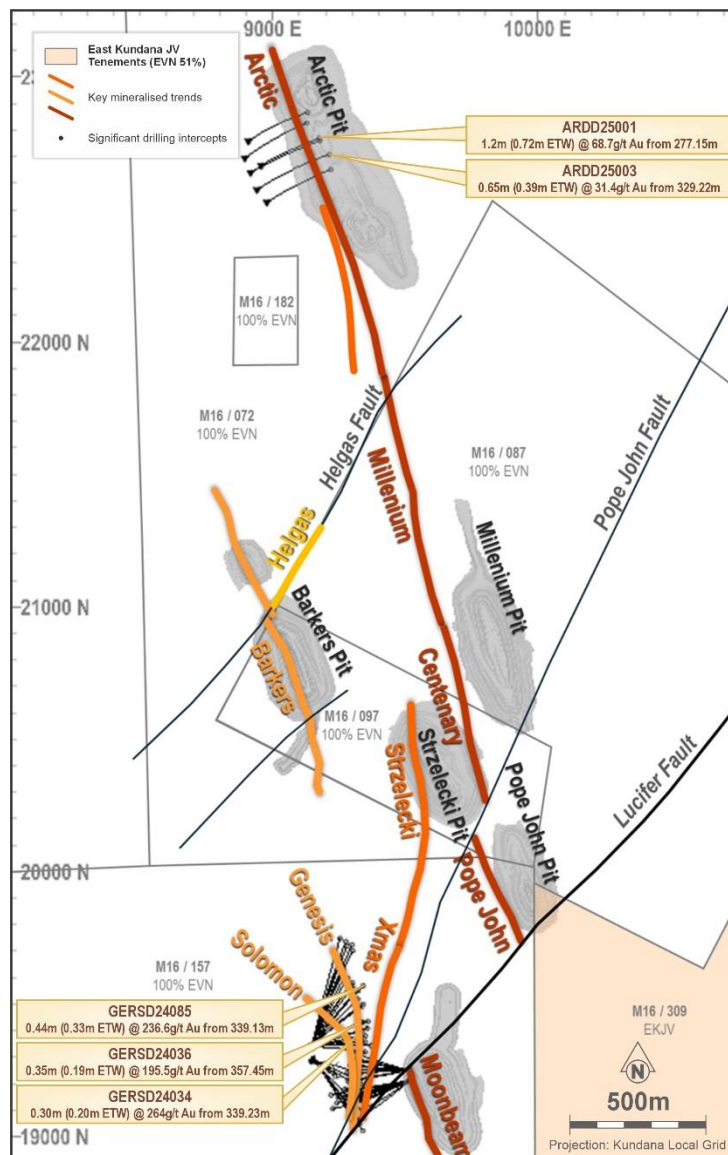 9000 E
10000 E
East Kundana JV
Tenements (EVN 51%)
Key mineralised trends
Significant drilling intercepts
Arctic
Arctic Pit
ARDD25001
1.2m (0.72m ETW) @ 68.7g/t Au from 277.15m
ARDD25003
0.65m (0.39m ETW) @ 31.4g/t Au from 329.22m
M16 / 182
100% EVN
22000 N
M16 / 072
100% EVN
Helgas Fault
Millenium
M16 / 087
100% EVN
Pope John Fault
Helgas
Millenium Pit
21000 N
Barkers Pit
Barkers
Centenary
M16 / 097
100% EVN
Strzelecki
Strzelecki Pit
Pope John Pit
Lucifer Fault
20000 N
Pope John
Genesis
Solomon
Xmas
M16 / 157
100% EVN
GERSD24085
0.44m (0.33m ETW) @ 236.6g/t Au from 339.13m
GERSD24036
0.35m (0.19m ETW) @ 195.5g/t Au from 357.45m
GERSD24034
0.30m (0.20m ETW) @ 264g/t Au from 339.23m
M16 / 309
EKJV
N
Moonbeam
500m
19000 N
Projection: Kundana Local Grid